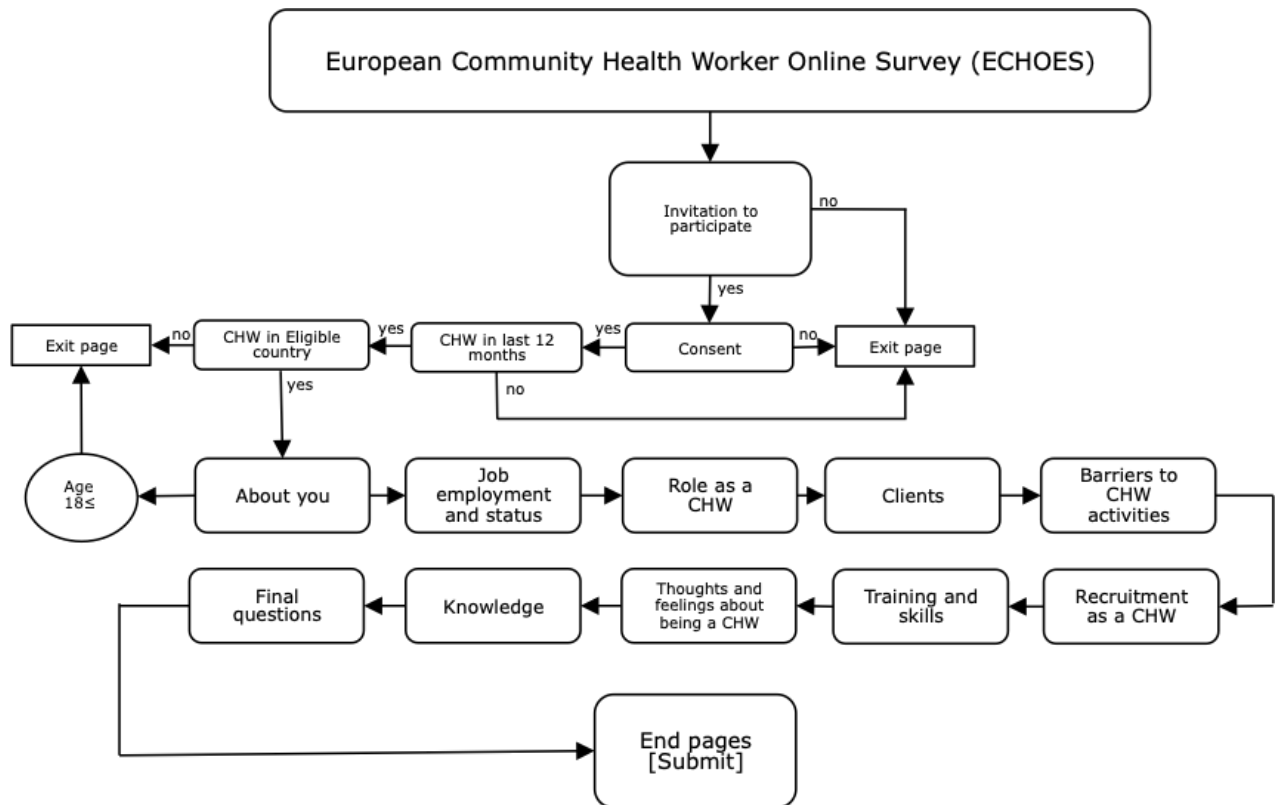 European Community Health Worker Online Survey (ECHOES)
Invitation to
participate
no
yes
Exit page
no
CHW in Eligible
country
yes
CHW in last 12
months
yes
Consent
no
Exit page
yes
no
Age
18≤
About you
Job
employment
and status
Role as a
CHW
Clients
Barriers to
CHW
activities
Final
questions
Knowledge
Thoughts and
feelings about
being a CHW
Training and
skills
Recruitment
as a CHW
End pages
[Submit]